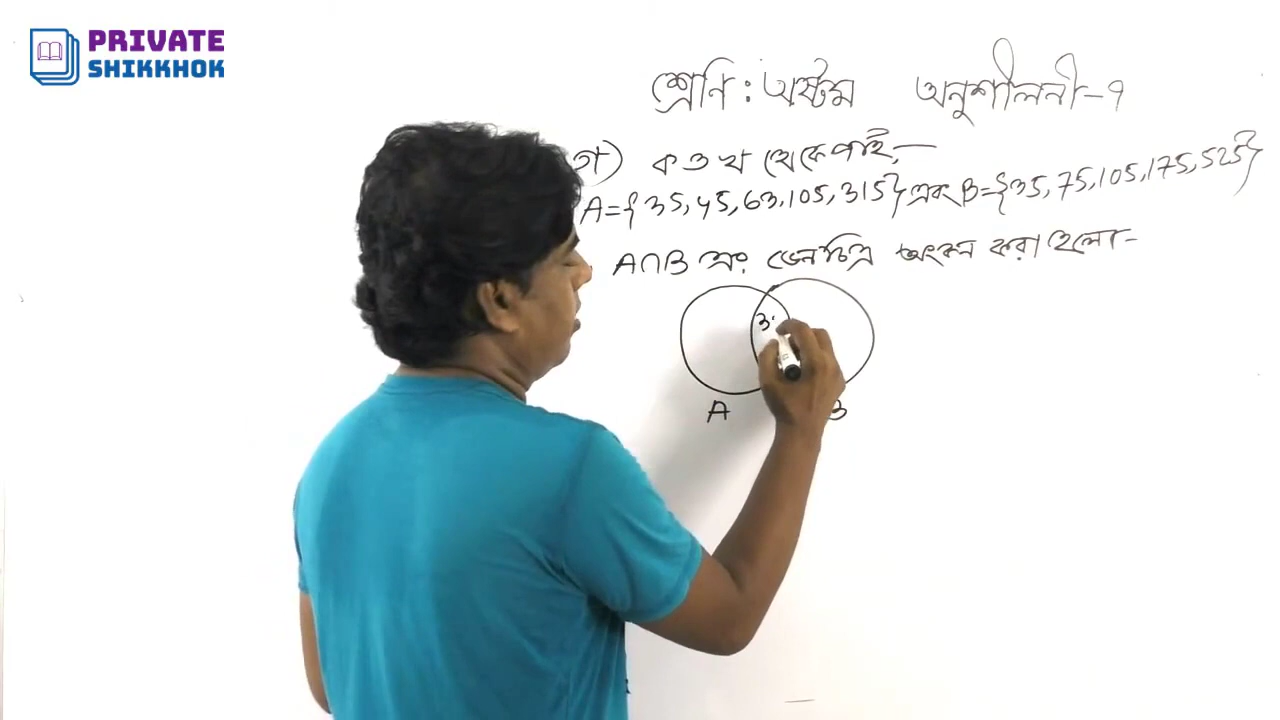 PRIVATE
SHIKKHOK
শ্রেণি : অষ্টম অনুশীলনী-৭
গ) ক ও খ থেকে পাই,—
A={35,45,63,105,315} এবং B={35,75,105,175,525}
A∩B এর ভেনচিত্র অংকন করা হলো-
3
A B